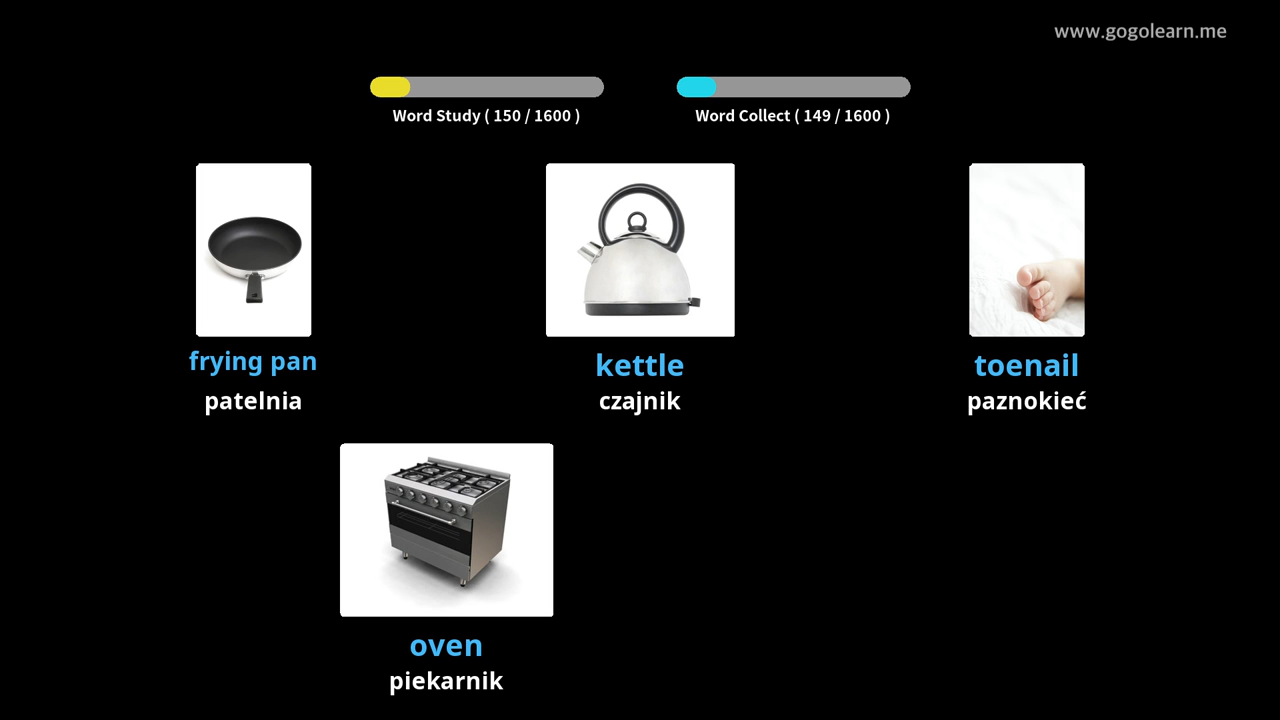 www.gogolearn.me
Word Study ( 150 / 1600 )
Word Collect ( 149 / 1600 )
frying pan
patelnia
kettle
czajnik
toenail
paznokieć
oven
piekarnik